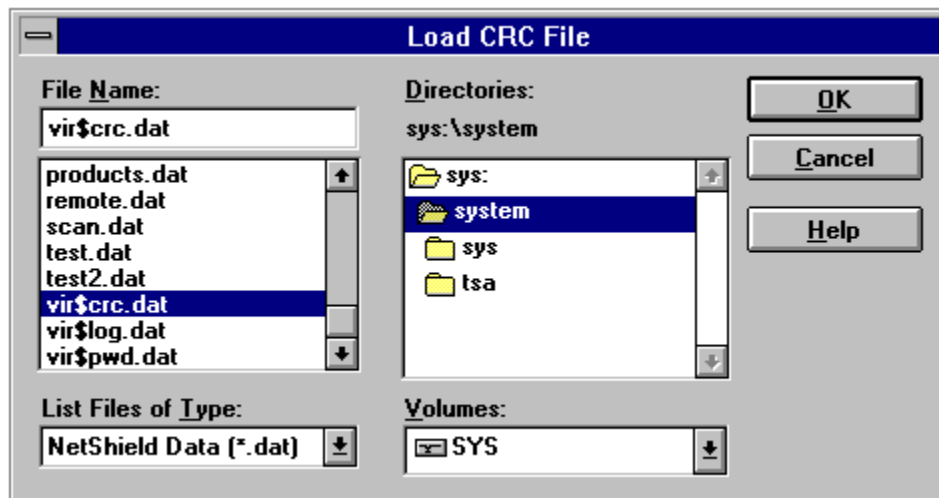 Load CRC File
File Name:
vir$crc.dat
products.dat
remote.dat
scan.dat
test.dat
test2.dat
vir$crc.dat
vir$log.dat
vir$pwd.dat
List Files of Type:
NetShield Data (*.dat)
Directories:
sys:\system
sys:
system
sys
tsa
Volumes:
SYS
OK
Cancel
Help